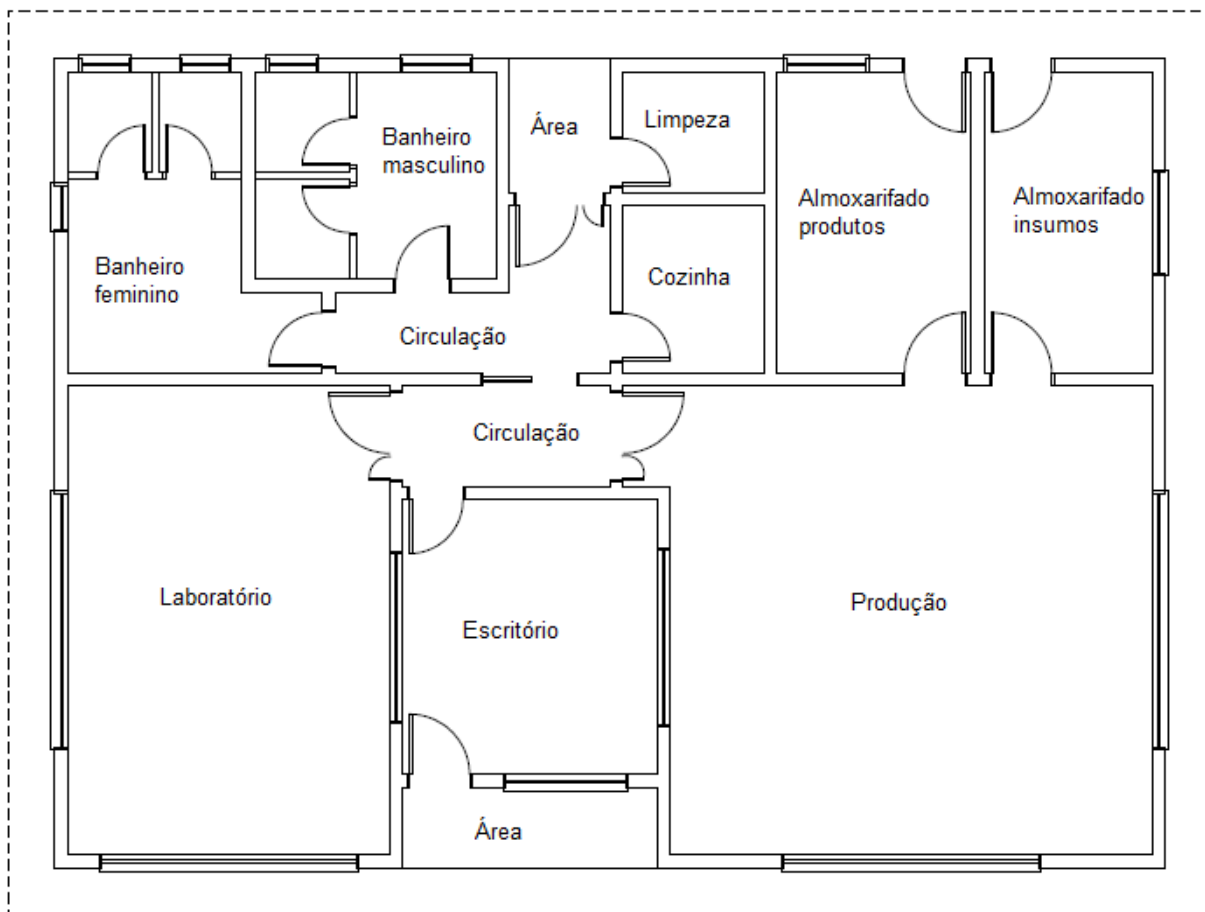 Área
Limpeza
Banheiro
masculino
Almoxarifado
produtos
Almoxarifado
insumos
Banheiro
feminino
Cozinha
Circulação
Circulação
Laboratório
Escritório
Produção
Área